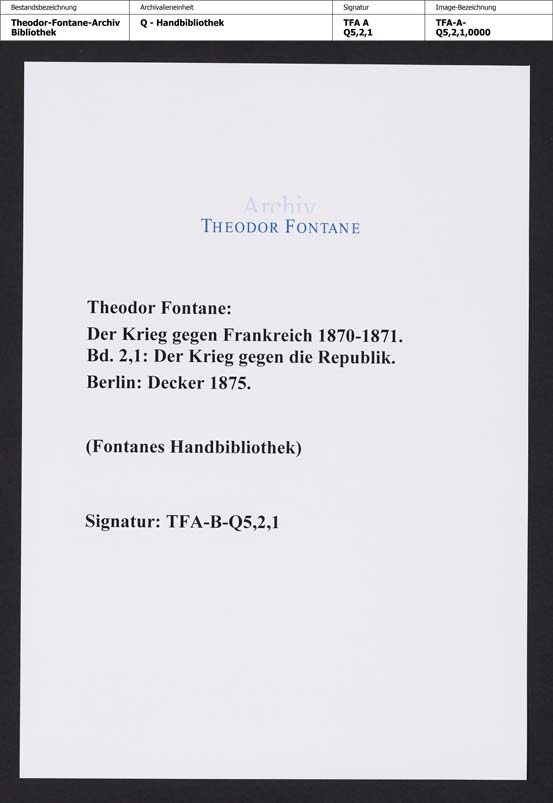 Bestandsbezeichnung
Archivalieneinheit
Signatur
Image-Bezeichnung
Theodor-Fontane-Archiv
Bibliothek
Q - Handbibliothek
TFA A
Q5,2,1
TFA-A-
Q5,2,1,0000
Archiv
THEODOR FONTANE
Theodor Fontane:
Der Krieg gegen Frankreich 1870-1871.
Bd. 2,1: Der Krieg gegen die Republik.
Berlin: Decker 1875.
(Fontanes Handbibliothek)
Signatur: TFA-B-Q5,2,1